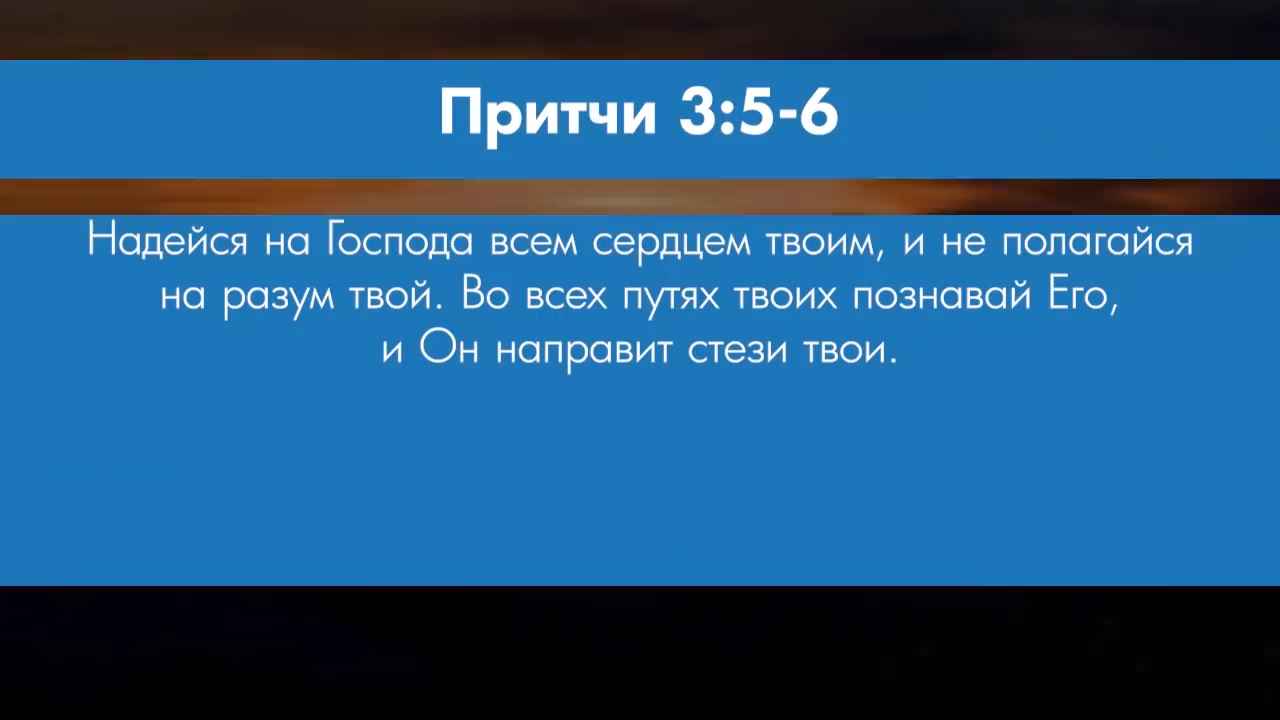 Притчи 3:5-6
Надейся на Господа всем сердцем твоим, и не полагайся
на разум твой. Во всех путях твоих познавай Его,
и Он направит стези твои.